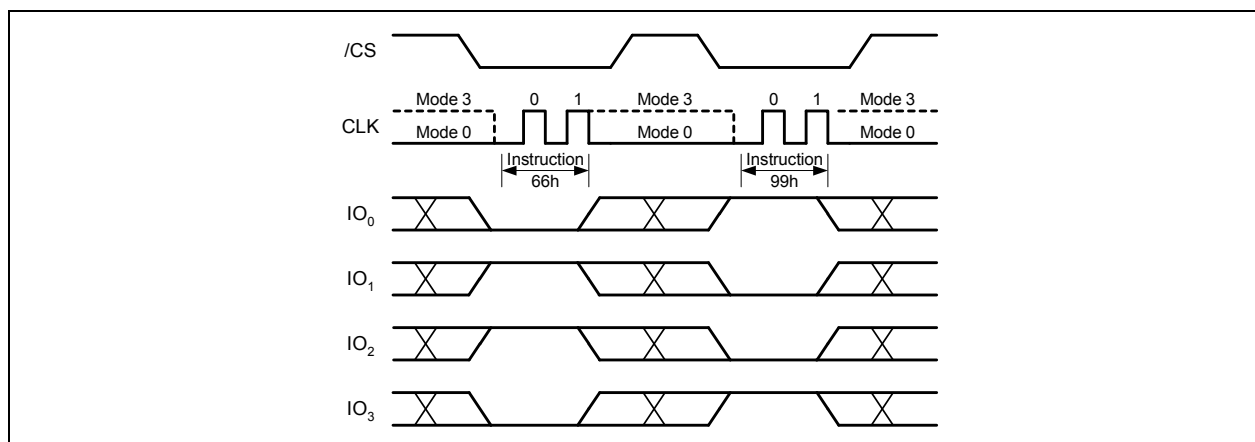 /CS
Mode 3 0 1 Mode 3 0 1 Mode 3
CLK
Mode 0 Mode 0 Mode 0
Instruction Instruction
66h 99h
IO₀
IO₁
IO₂
IO₃